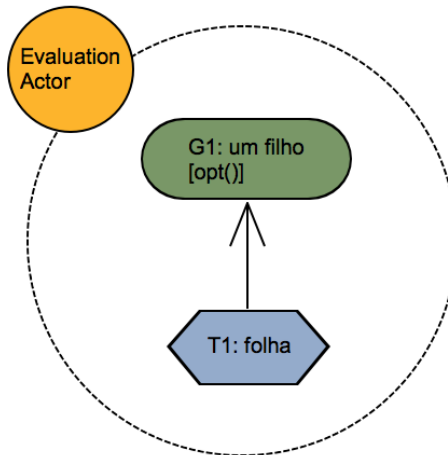 Evaluation
Actor
G1: um filho
[opt()]
T1: folha